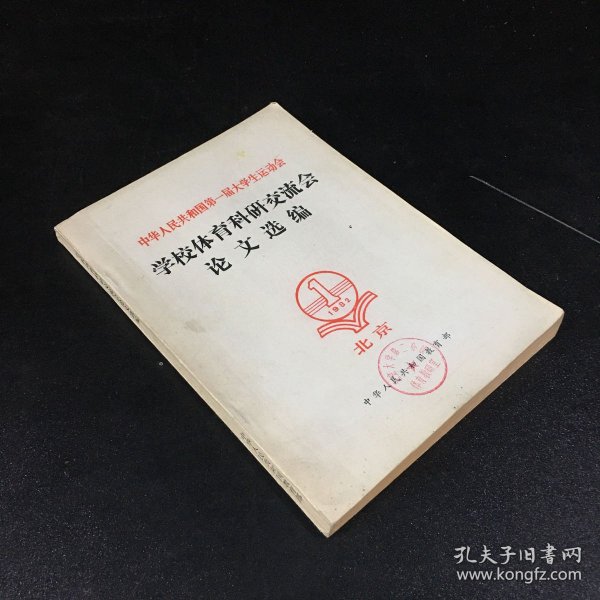 中华人民共和国第一届大学生运动会
学校体育科研交流会
论文选编
1
1982
北京
中华人民共和国教育部
孔夫子旧书网
www.kongfz.com